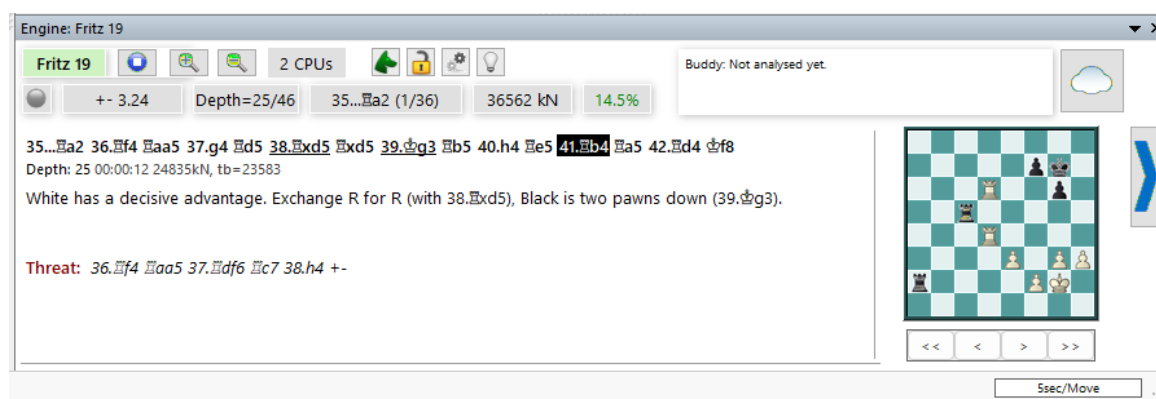 Engine: Fritz 19
Fritz 19 2 CPUs
Buddy: Not analysed yet.
+- 3.24 Depth=25/46 35...♖a2 (1/36) 36562 kN 14.5%
35...♖a2 36.♖f4 ♖aa5 37.g4 ♖d5 38.♖xd5 ♖xd5 39.♔g3 ♖b5 40.h4 ♖e5 41.♖b4 ♖a5 42.♖d4 ♔f8
Depth: 25 00:00:12 24835kN, tb=23583
White has a decisive advantage. Exchange R for R (with 38.♖xd5), Black is two pawns down (39.♔g3).
Threat: 36.♖f4 ♖aa5 37.♖df6 ♖c7 38.h4 +-
<< < > >>
5sec/Move